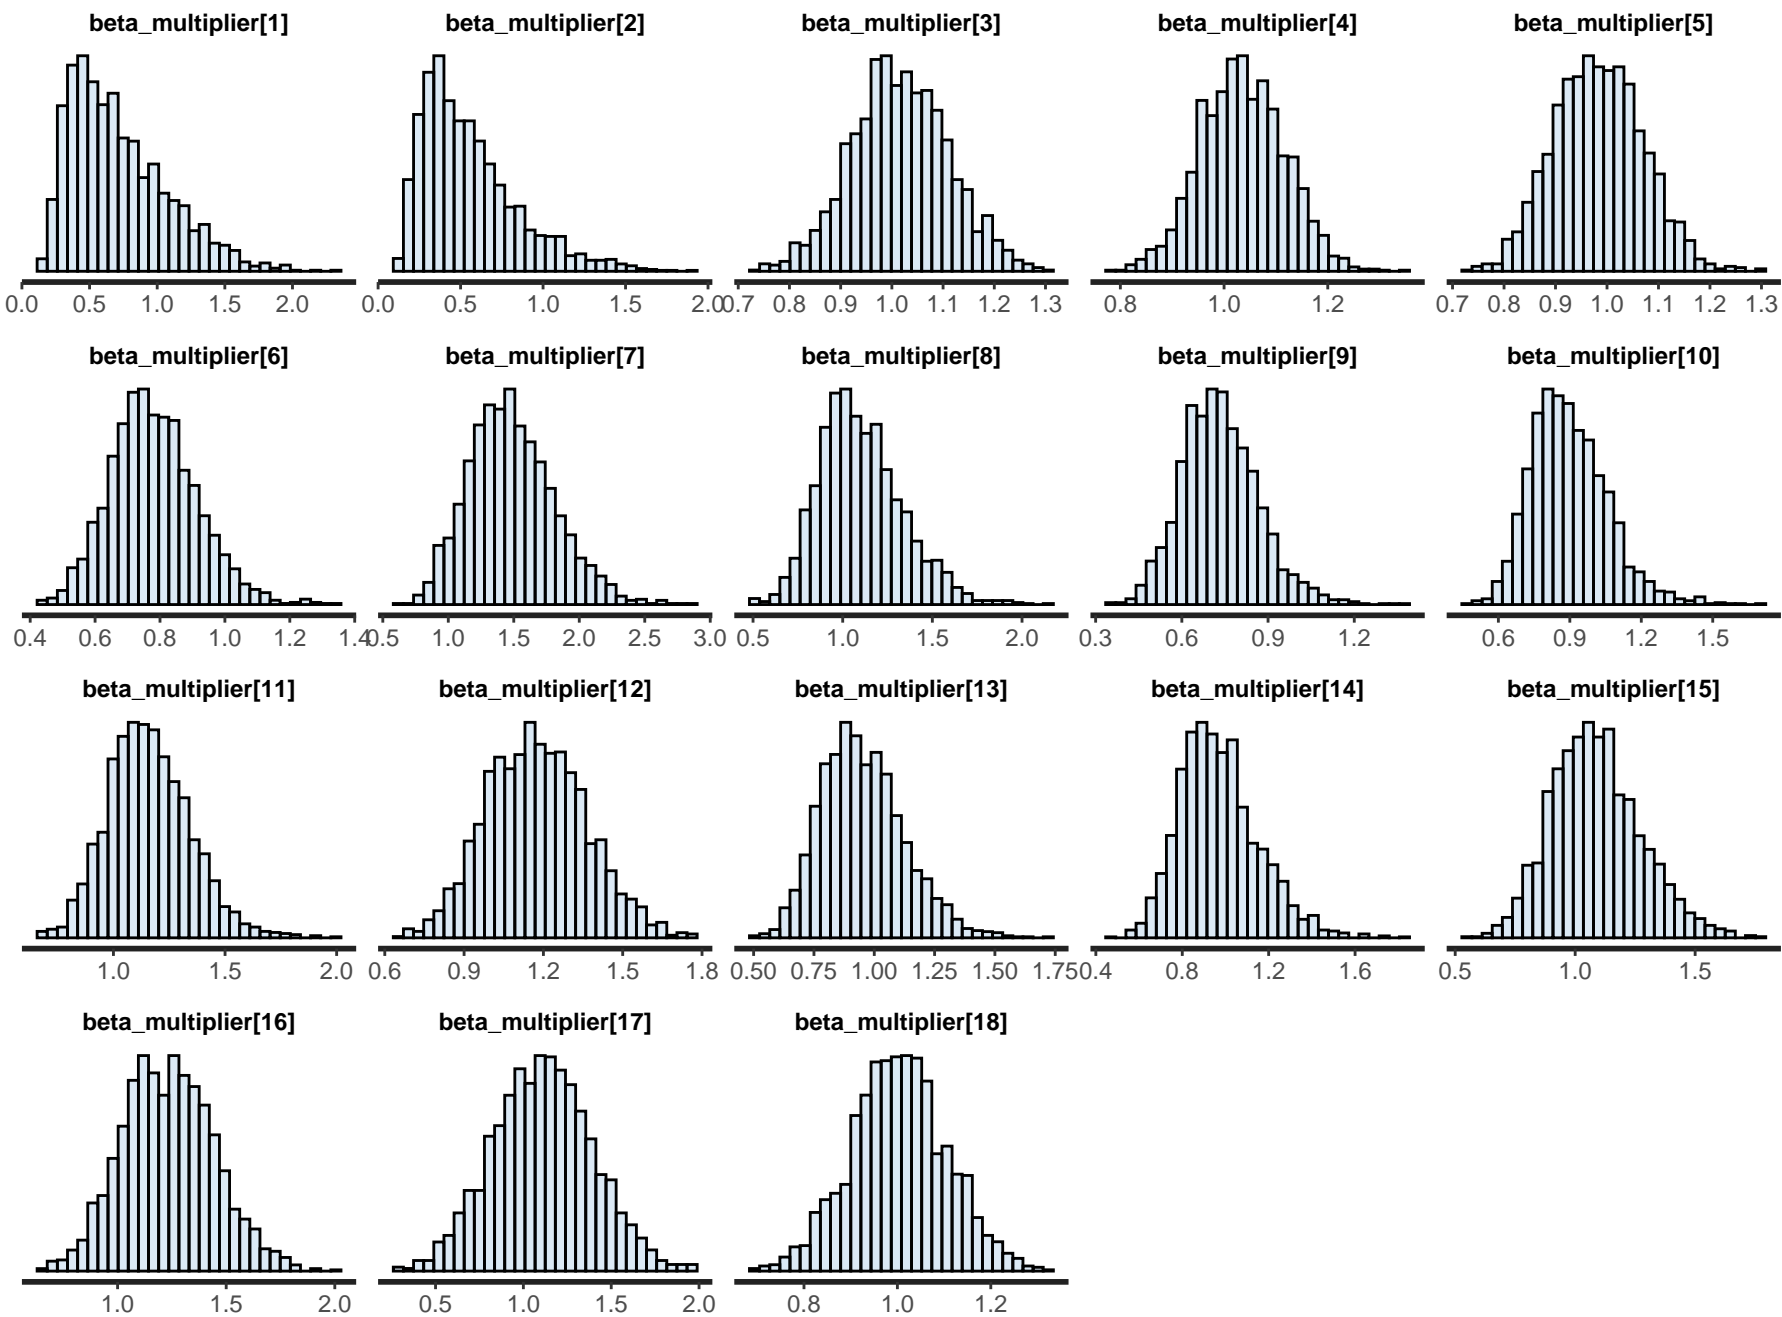 beta_multiplier[1] beta_multiplier[2] beta_multiplier[3] beta_multiplier[4] beta_multiplier[5]
0.0 0.5 1.0 1.5 2.0 0.0 0.5 1.0 1.5 2.0 0.7 0.8 0.9 1.0 1.1 1.2 1.3 0.8 1.0 1.2 0.7 0.8 0.9 1.0 1.1 1.2 1.3
beta_multiplier[6] beta_multiplier[7] beta_multiplier[8] beta_multiplier[9] beta_multiplier[10]
0.4 0.6 0.8 1.0 1.2 1.4 0.5 1.0 1.5 2.0 2.5 3.0 0.5 1.0 1.5 2.0 0.3 0.6 0.9 1.2 0.6 0.9 1.2 1.5
beta_multiplier[11] beta_multiplier[12] beta_multiplier[13] beta_multiplier[14] beta_multiplier[15]
1.0 1.5 2.0 0.6 0.9 1.2 1.5 1.8 0.50 0.75 1.00 1.25 1.50 1.75 0.4 0.8 1.2 1.6 0.5 1.0 1.5
beta_multiplier[16] beta_multiplier[17] beta_multiplier[18]
1.0 1.5 2.0 0.5 1.0 1.5 2.0 0.8 1.0 1.2